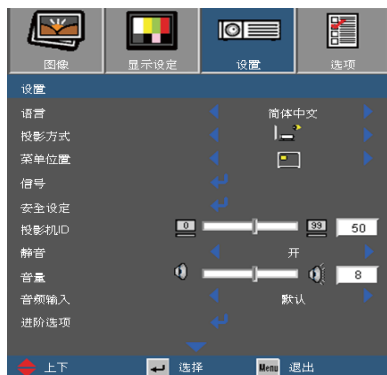 图像 显示设定 设置 选项
设置
语言 简体中文
投影方式
菜单位置
信号
安全设定
投影机ID 0 99 50
静音 开
音量 8
音频输入 默认
进阶选项
上下 选择 Menu 退出